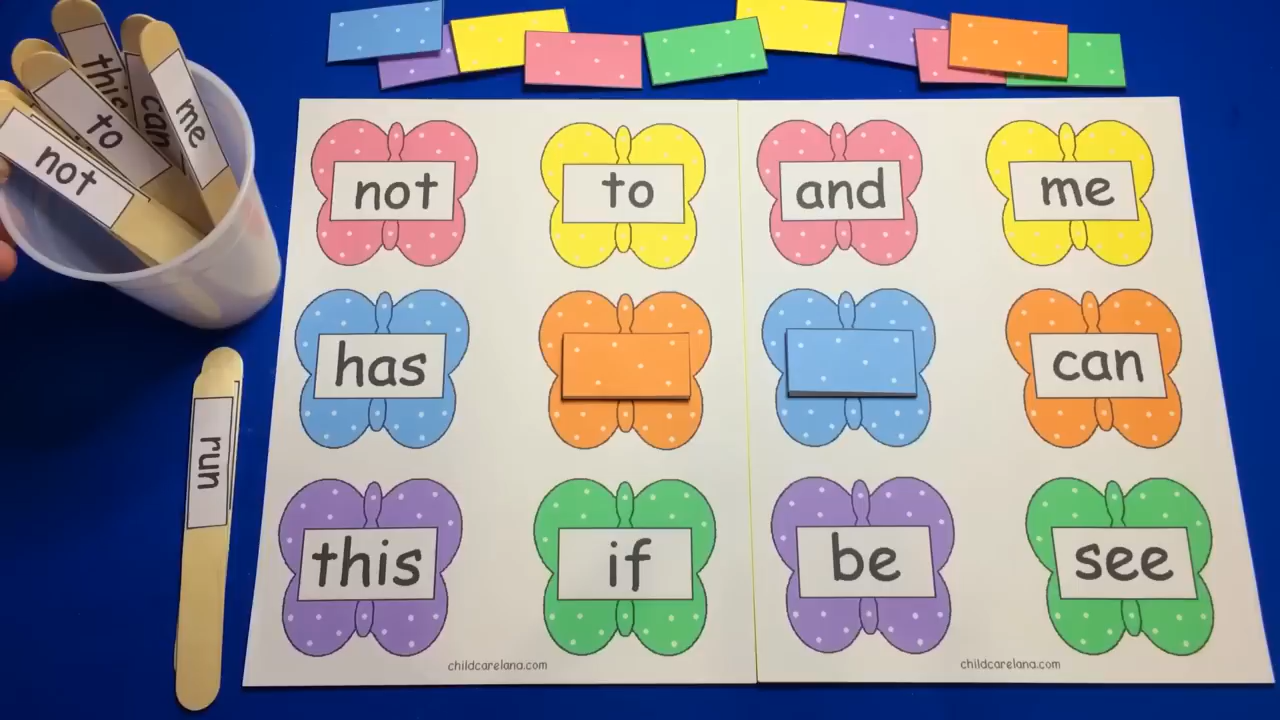 this
can
me
to
not
run
not to and me
has can
this if be see
childcarelana.com childcarelana.com